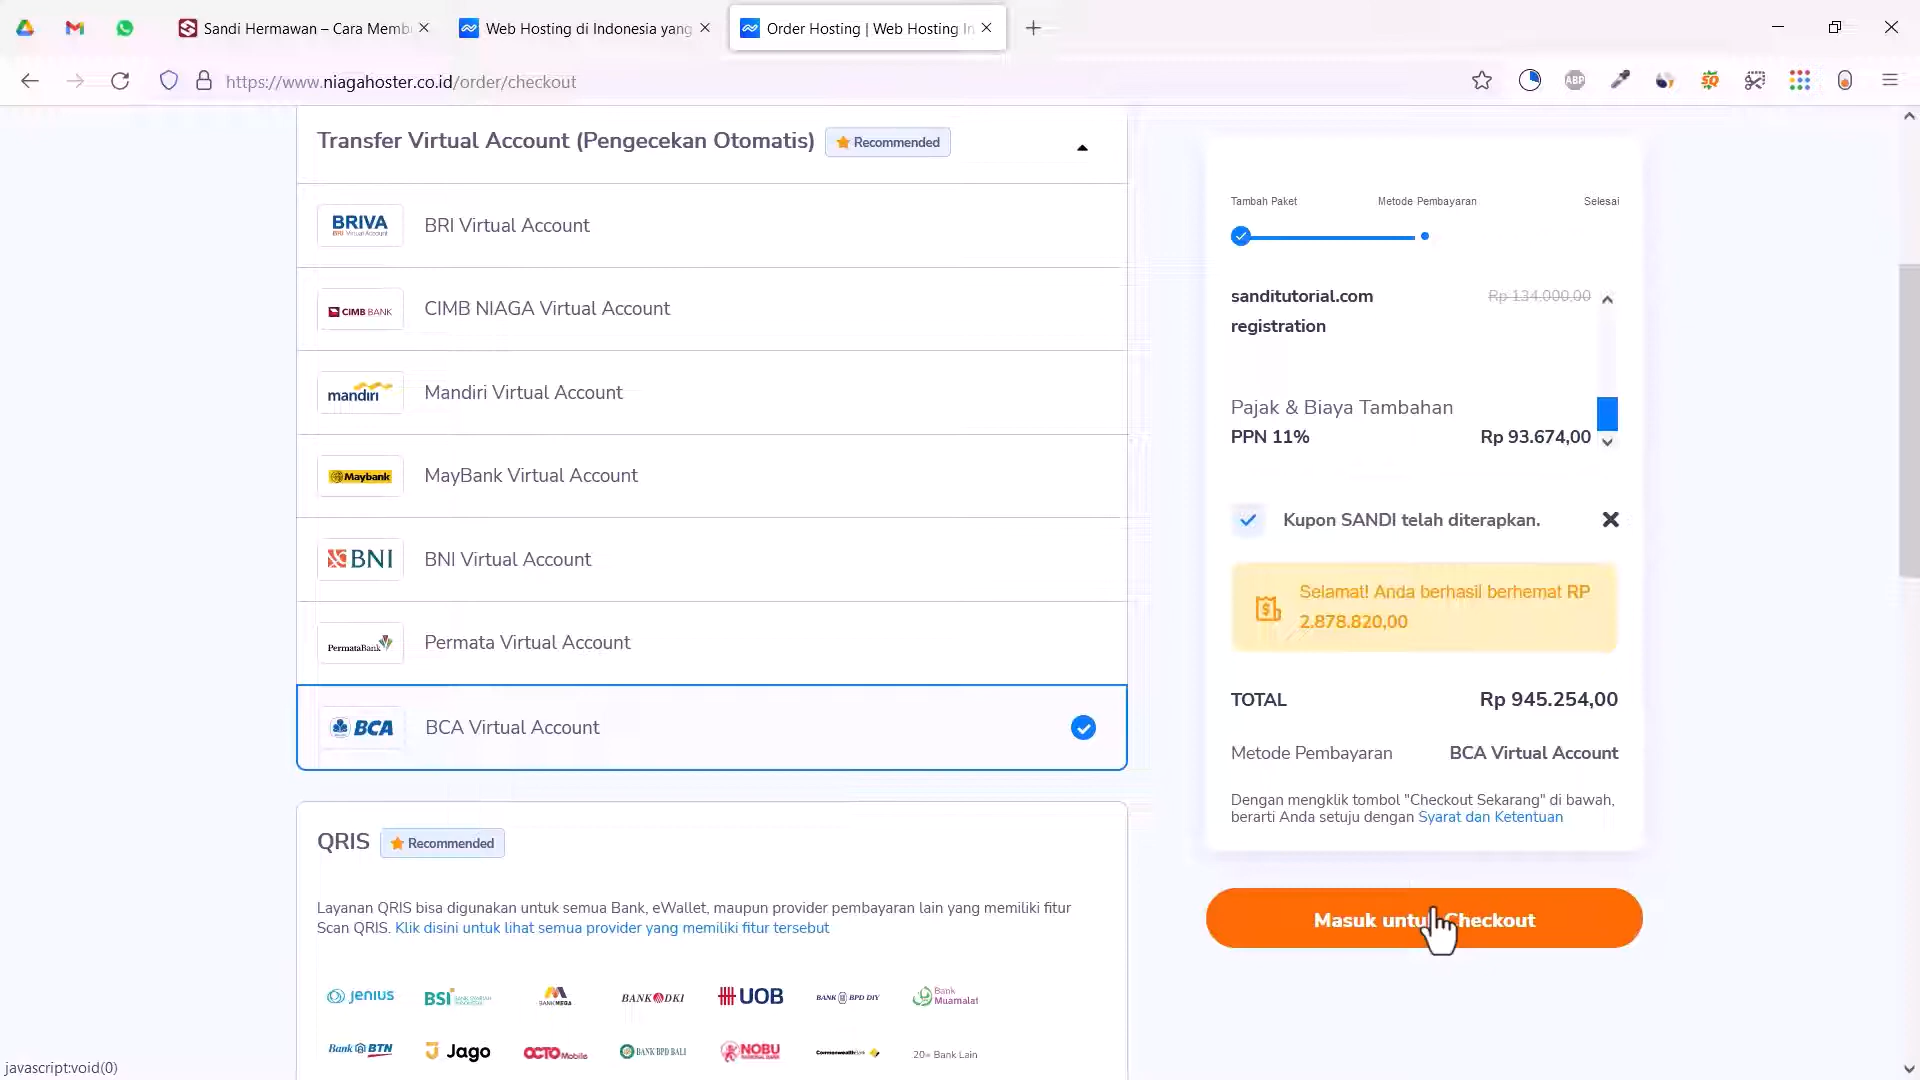 Sandi Hermawan – Cara Memb
Web Hosting di Indonesia yang
Order Hosting | Web Hosting In
https://www.niagahoster.co.id/order/checkout
ABP
SQ
Transfer Virtual Account (Pengecekan Otomatis)
Recommended
BRIVA
BRI Virtual Account
BRI Virtual Account
CIMB BANK
CIMB NIAGA Virtual Account
mandiri
Mandiri Virtual Account
Maybank
MayBank Virtual Account
BNI
BNI Virtual Account
PermataBank
Permata Virtual Account
BCA
BCA Virtual Account
QRIS
Recommended
Layanan QRIS bisa digunakan untuk semua Bank, eWallet, maupun provider pembayaran lain yang memiliki fitur
Scan QRIS. Klik disini untuk lihat semua provider yang memiliki fitur tersebut
Jenius
BSI
BANK MEGA
BANK DKI
UOB
BANK BPD DIY
Bank
Muamalat
Bank BTN
Jago
OCTO Mobile
BANK BPD BALI
NOBU
CommonwealthBank
20+ Bank Lain
Tambah Paket
Metode Pembayaran
Selesai
sanditutorial.com
registration
Rp 134.000,00
Pajak & Biaya Tambahan
PPN 11%
Rp 93.674,00
Kupon SANDI telah diterapkan.
Selamat! Anda berhasil berhemat RP
2.878.820,00
TOTAL
Rp 945.254,00
Metode Pembayaran
BCA Virtual Account
Dengan mengklik tombol "Checkout Sekarang" di bawah,
berarti Anda setuju dengan Syarat dan Ketentuan
Masuk untuk Checkout
javascript:void(0)